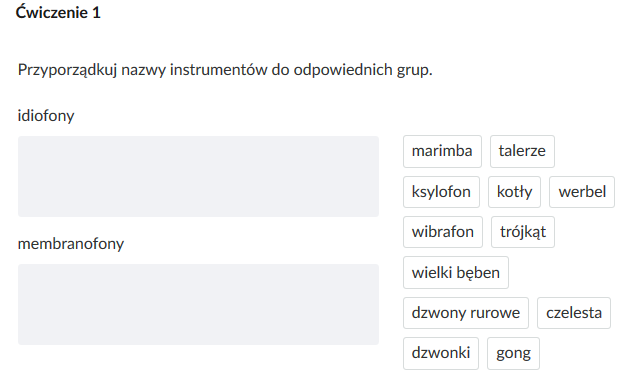 Ćwiczenie 1
Przyporządkuj nazwy instrumentów do odpowiednich grup.
idiofony
membranofony
marimba talerze
ksylofon kotły werbel
wibrafon trójkąt
wielki bęben
dzwony rurowe czelesta
dzwonki gong